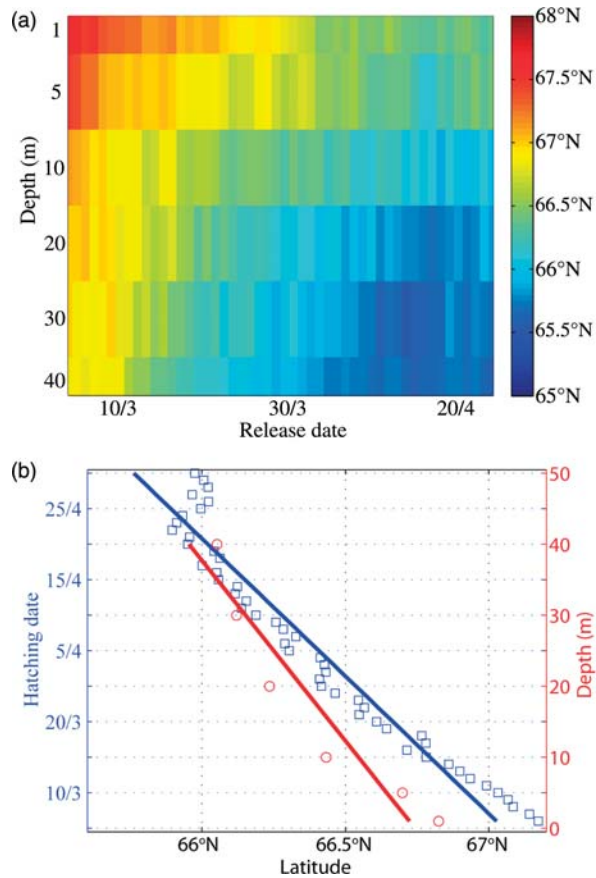 (a)
Depth (m)
1
5
10
20
30
40
10/3
30/3
20/4
Release date
68°N
67.5°N
67°N
66.5°N
66°N
65.5°N
65°N
(b)
Hatching date
25/4
15/4
5/4
20/3
10/3
50
40
30
20
10
0
Depth (m)
66°N
66.5°N
67°N
Latitude